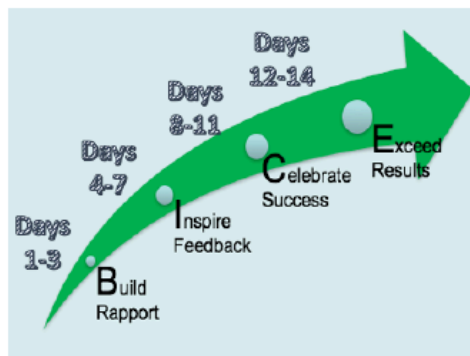 Days
1-3
Build
Rapport
Days
4-7
Inspire
Feedback
Days
8-11
Celebrate
Success
Days
12-14
Exceed
Results